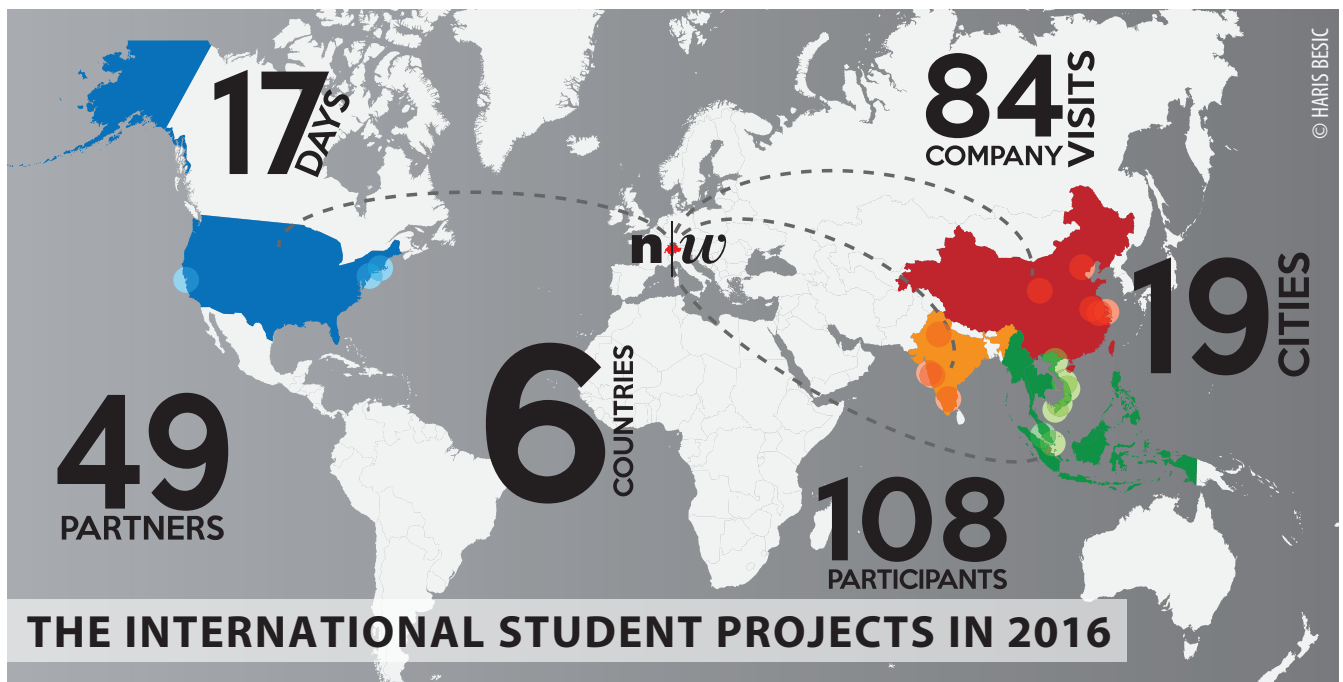 17
DAYS
84
COMPANY
VISITS
© HARIS BESIC
n|w
19
CITIES
6
COUNTRIES
49
PARTNERS
108
PARTICIPANTS
THE INTERNATIONAL STUDENT PROJECTS IN 2016